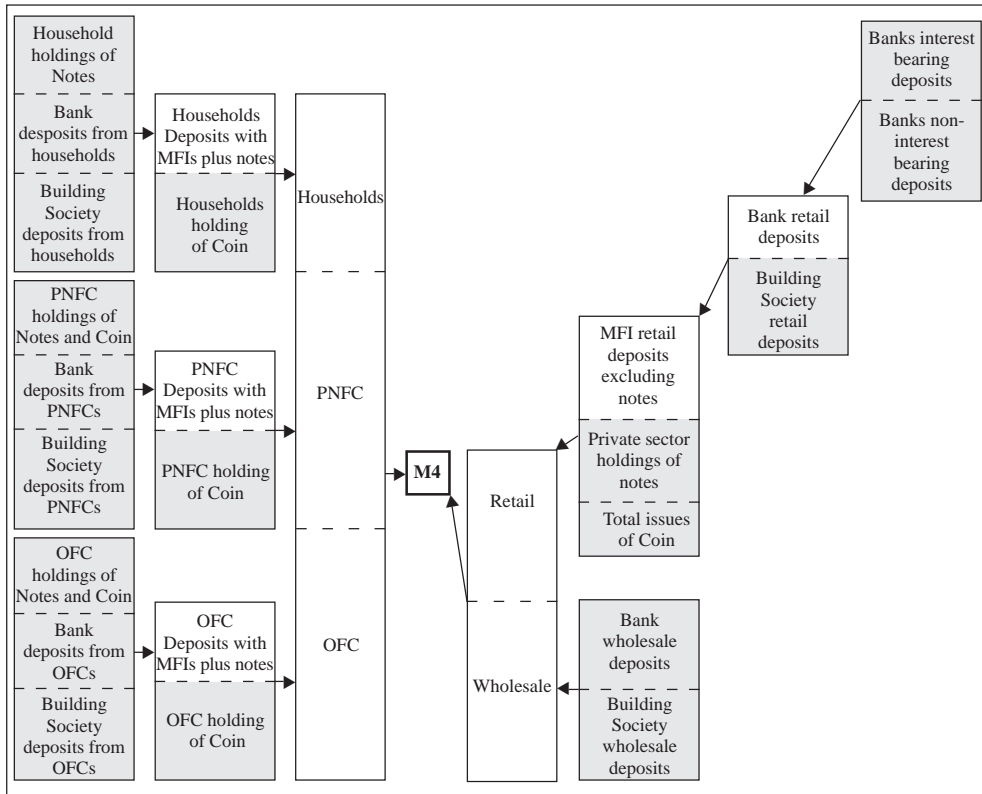 Household
holdings of
Notes
Bank
desposits from
households
Building
Society
deposits from
households
Households
Deposits with
MFIs plus notes
Households
holding
of Coin
PNFC
holdings of
Notes and Coin
Bank
deposits from
PNFCs
Building
Society
deposits from
PNFCs
PNFC
Deposits with
MFIs plus notes
PNFC holding
of Coin
OFC
holdings of
Notes and Coin
Bank
deposits from
OFCs
Building
Society
deposits from
OFCs
OFC
Deposits with
MFIs plus notes
OFC holding
of Coin
Households
PNFC
OFC
M4
Retail
Wholesale
MFI retail
deposits
excluding
notes
Private sector
holdings of
notes
Total issues
of Coin
Bank
wholesale
deposits
Building
Society
wholesale
deposits
Bank retail
deposits
Building
Society
retail
deposits
Banks interest
bearing
deposits
Banks non-
interest
bearing
deposits